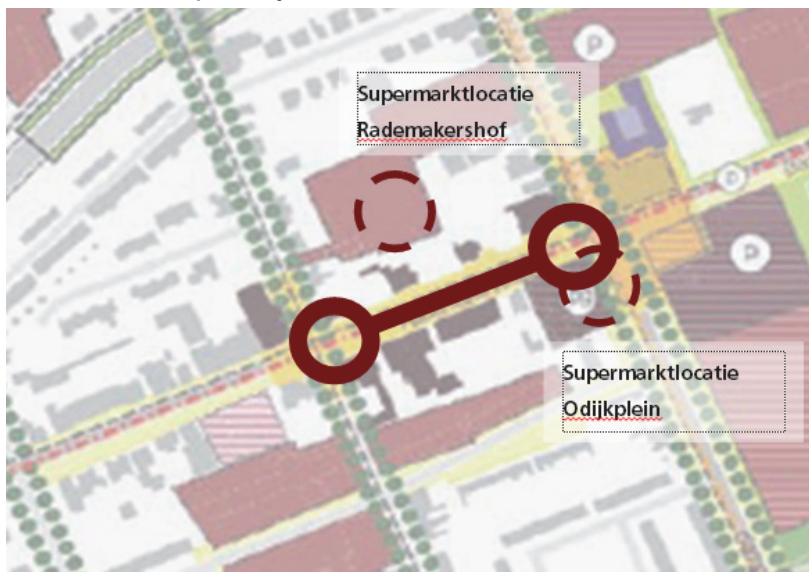 P
Supermarktlocatie
Rademakershof
P
P
Supermarktlocatie
Odijkplein